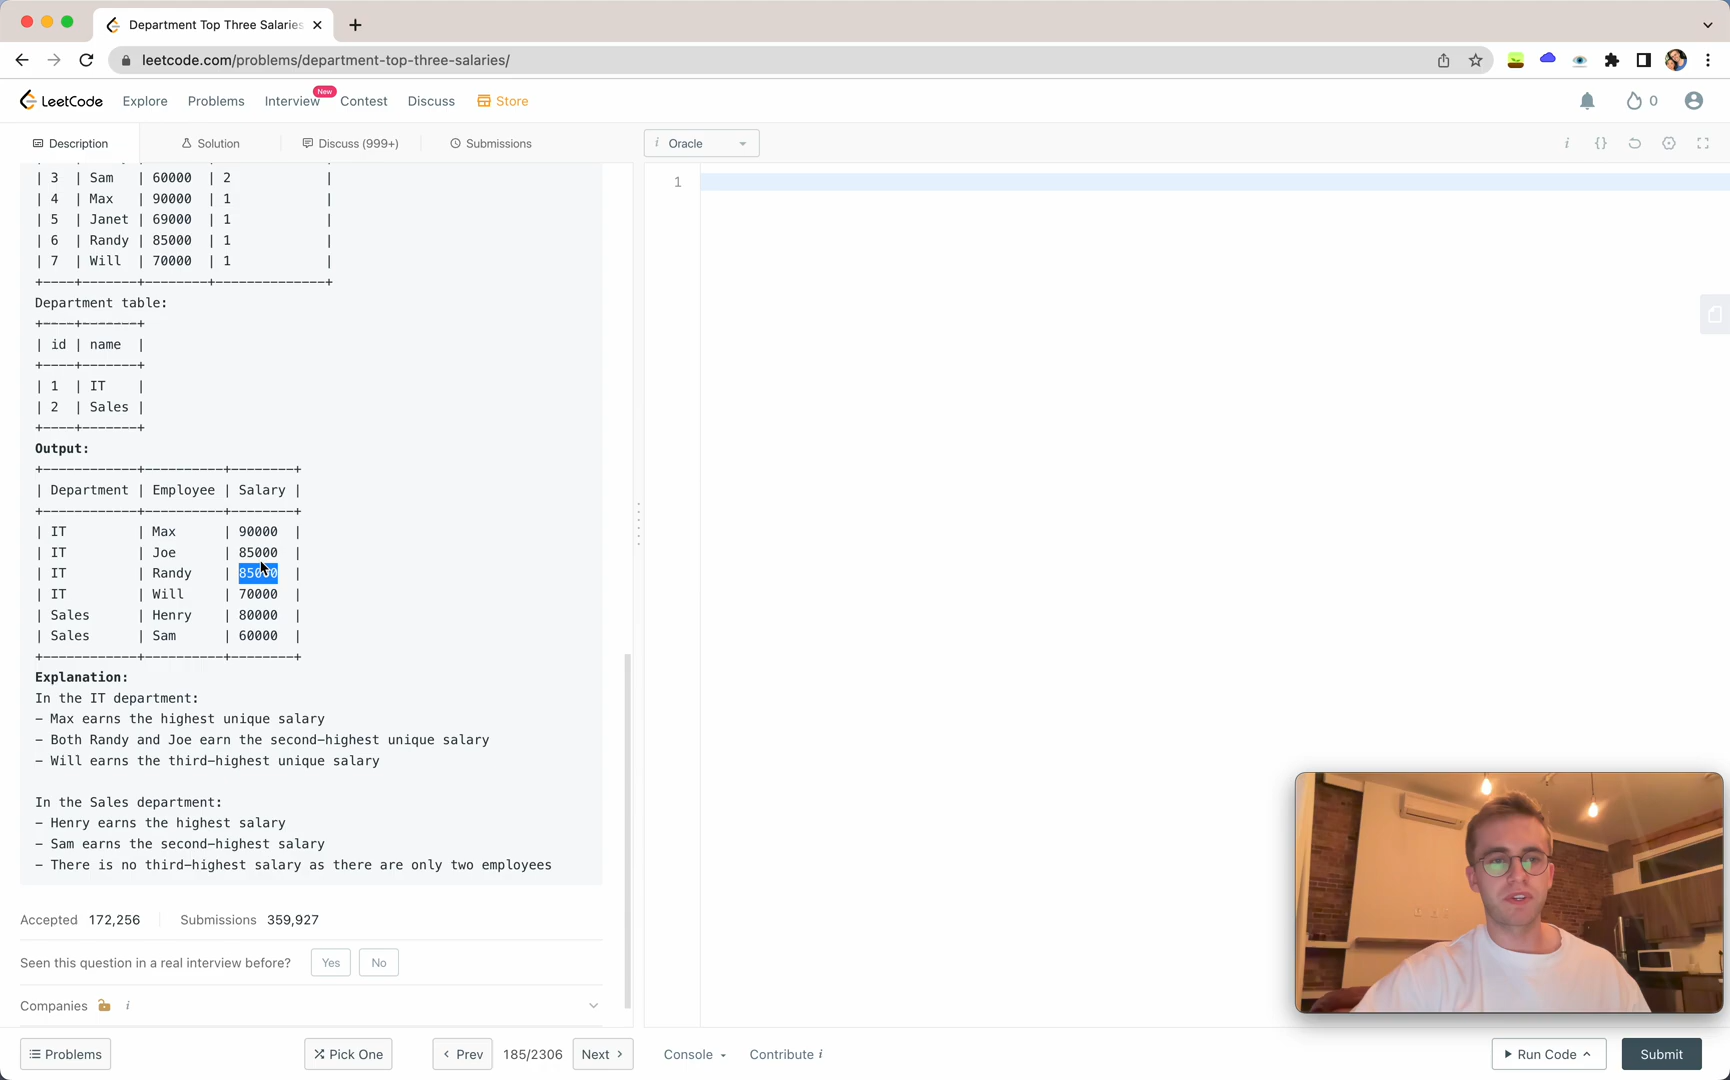 Department Top Three Salaries
leetcode.com/problems/department-top-three-salaries/
LeetCode
Explore
Problems
Interview
New
Contest
Discuss
Store
0
Description
Solution
Discuss (999+)
Submissions
i Oracle
i
{}
| 3 | Sam | 60000 | 2 |
| 4 | Max | 90000 | 1 |
| 5 | Janet | 69000 | 1 |
| 6 | Randy | 85000 | 1 |
| 7 | Will | 70000 | 1 |
+----+-------+--------+--------------+
Department table:
+----+-------+
| id | name |
+----+-------+
| 1 | IT |
| 2 | Sales |
+----+-------+
Output:
+------------+----------+--------+
| Department | Employee | Salary |
+------------+----------+--------+
| IT | Max | 90000 |
| IT | Joe | 85000 |
| IT | Randy | 85000 |
| IT | Will | 70000 |
| Sales | Henry | 80000 |
| Sales | Sam | 60000 |
+------------+----------+--------+
Explanation:
In the IT department:
- Max earns the highest unique salary
- Both Randy and Joe earn the second-highest unique salary
- Will earns the third-highest unique salary
In the Sales department:
- Henry earns the highest salary
- Sam earns the second-highest salary
- There is no third-highest salary as there are only two employees
Accepted 172,256
Submissions 359,927
Seen this question in a real interview before?
Yes
No
Companies
i
Problems
Pick One
Prev
185/2306
Next
1
Console
Contribute i
Run Code
Submit